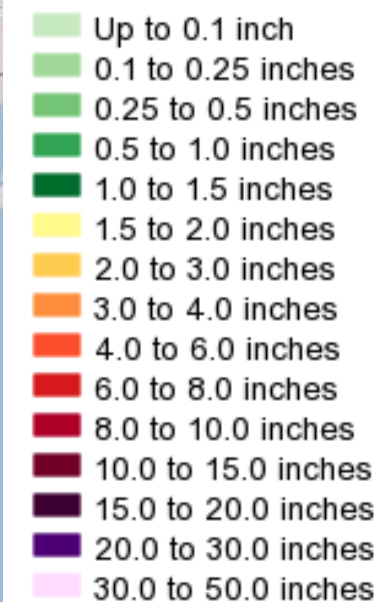 Up to 0.1 inch
0.1 to 0.25 inches
0.25 to 0.5 inches
0.5 to 1.0 inches
1.0 to 1.5 inches
1.5 to 2.0 inches
2.0 to 3.0 inches
3.0 to 4.0 inches
4.0 to 6.0 inches
6.0 to 8.0 inches
8.0 to 10.0 inches
10.0 to 15.0 inches
15.0 to 20.0 inches
20.0 to 30.0 inches
30.0 to 50.0 inches